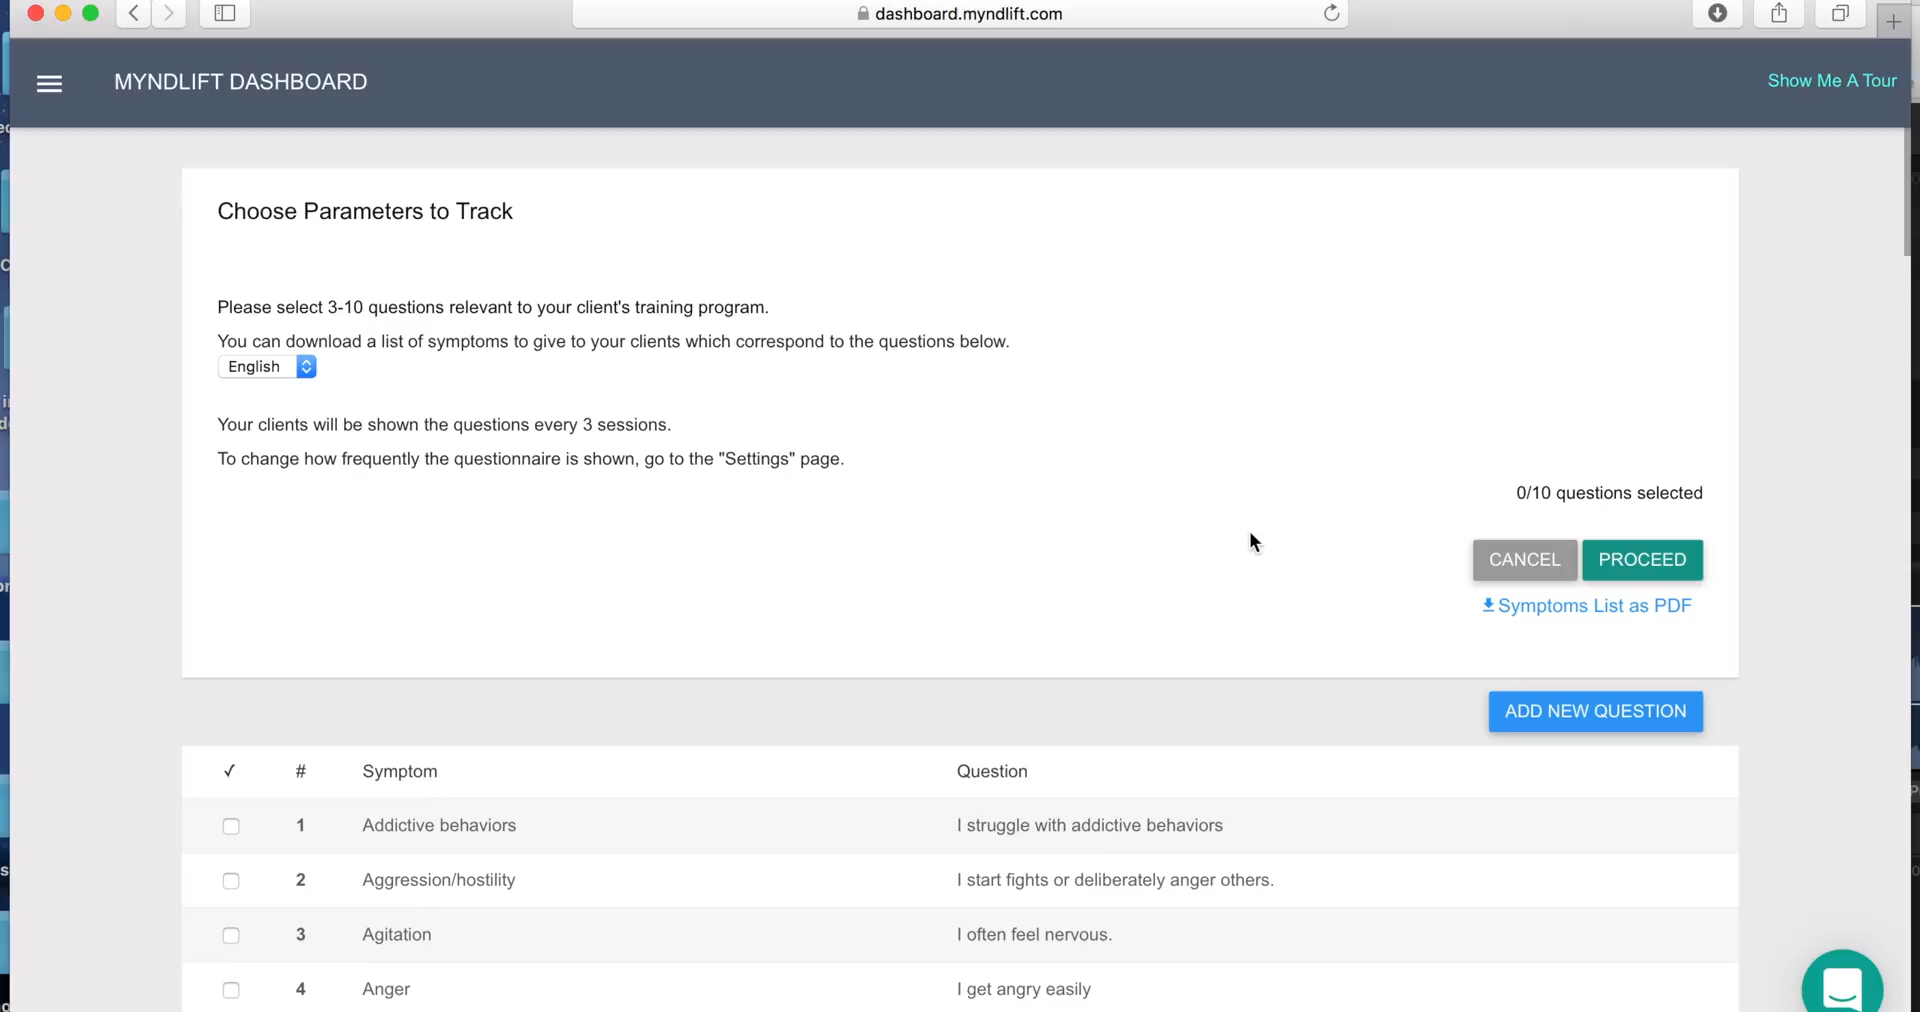 dashboard.myndlift.com
MYNDLIFT DASHBOARD
Show Me A Tour
Choose Parameters to Track
Please select 3-10 questions relevant to your client's training program.
You can download a list of symptoms to give to your clients which correspond to the questions below.
English
Your clients will be shown the questions every 3 sessions.
To change how frequently the questionnaire is shown, go to the "Settings" page.
0/10 questions selected
CANCEL PROCEED
Symptoms List as PDF
ADD NEW QUESTION
✓ # Symptom Question
1 Addictive behaviors I struggle with addictive behaviors
2 Aggression/hostility I start fights or deliberately anger others.
3 Agitation I often feel nervous.
4 Anger I get angry easily